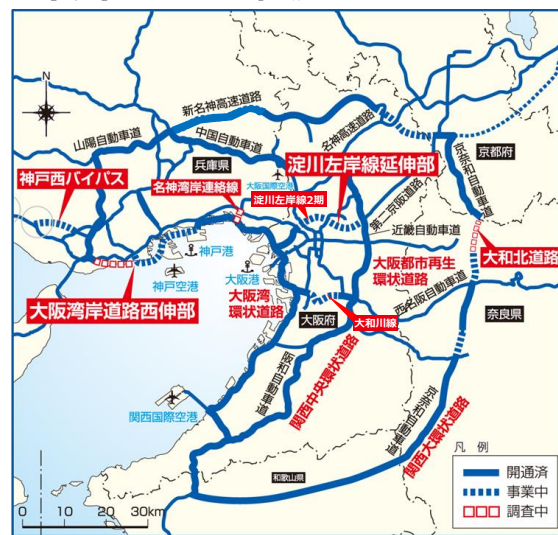 N
新名神高速道路
名神高速道路
山陽自動車道
中国自動車道
兵庫県
京都府
京奈和自動車道
神戸西バイパス
名神湾岸連絡線
大阪国際空港
淀川左岸線2期
淀川左岸線延伸部
第二京阪道路
近畿自動車道
大和北道路
神戸港
神戸空港
大阪港
大阪湾岸道路西伸部
大阪湾
環状道路
大阪都市再生
環状道路
西名阪自動車道
大阪府
大和川線
奈良県
阪和自動車道
関西中央環状道路
京奈和自動車道
関西大環状道路
関西国際空港
和歌山県
凡 例
開通済
事業中
調査中
0 10 20 30km